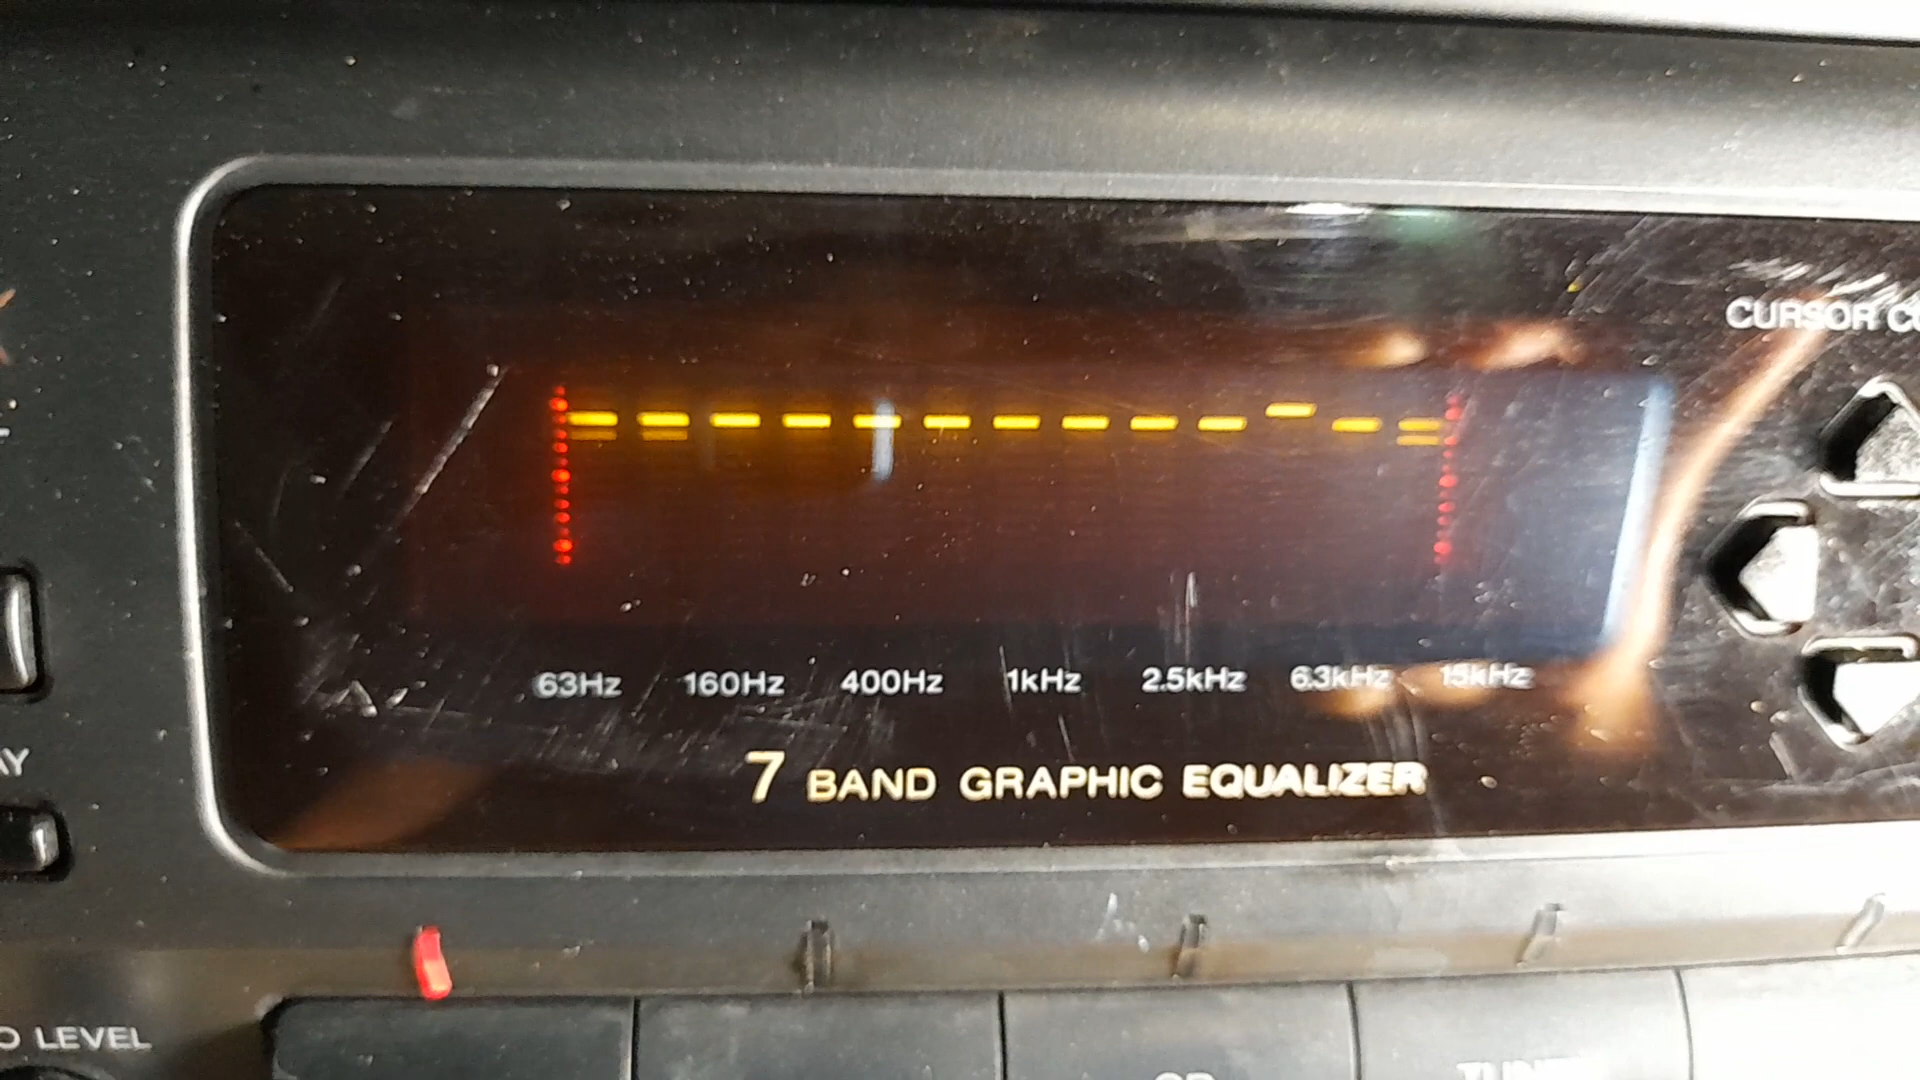 CURSOR
63Hz 160Hz 400Hz 1kHz 2.5kHz 6.3kHz 15kHz
7 BAND GRAPHIC EQUALIZER
LEVEL